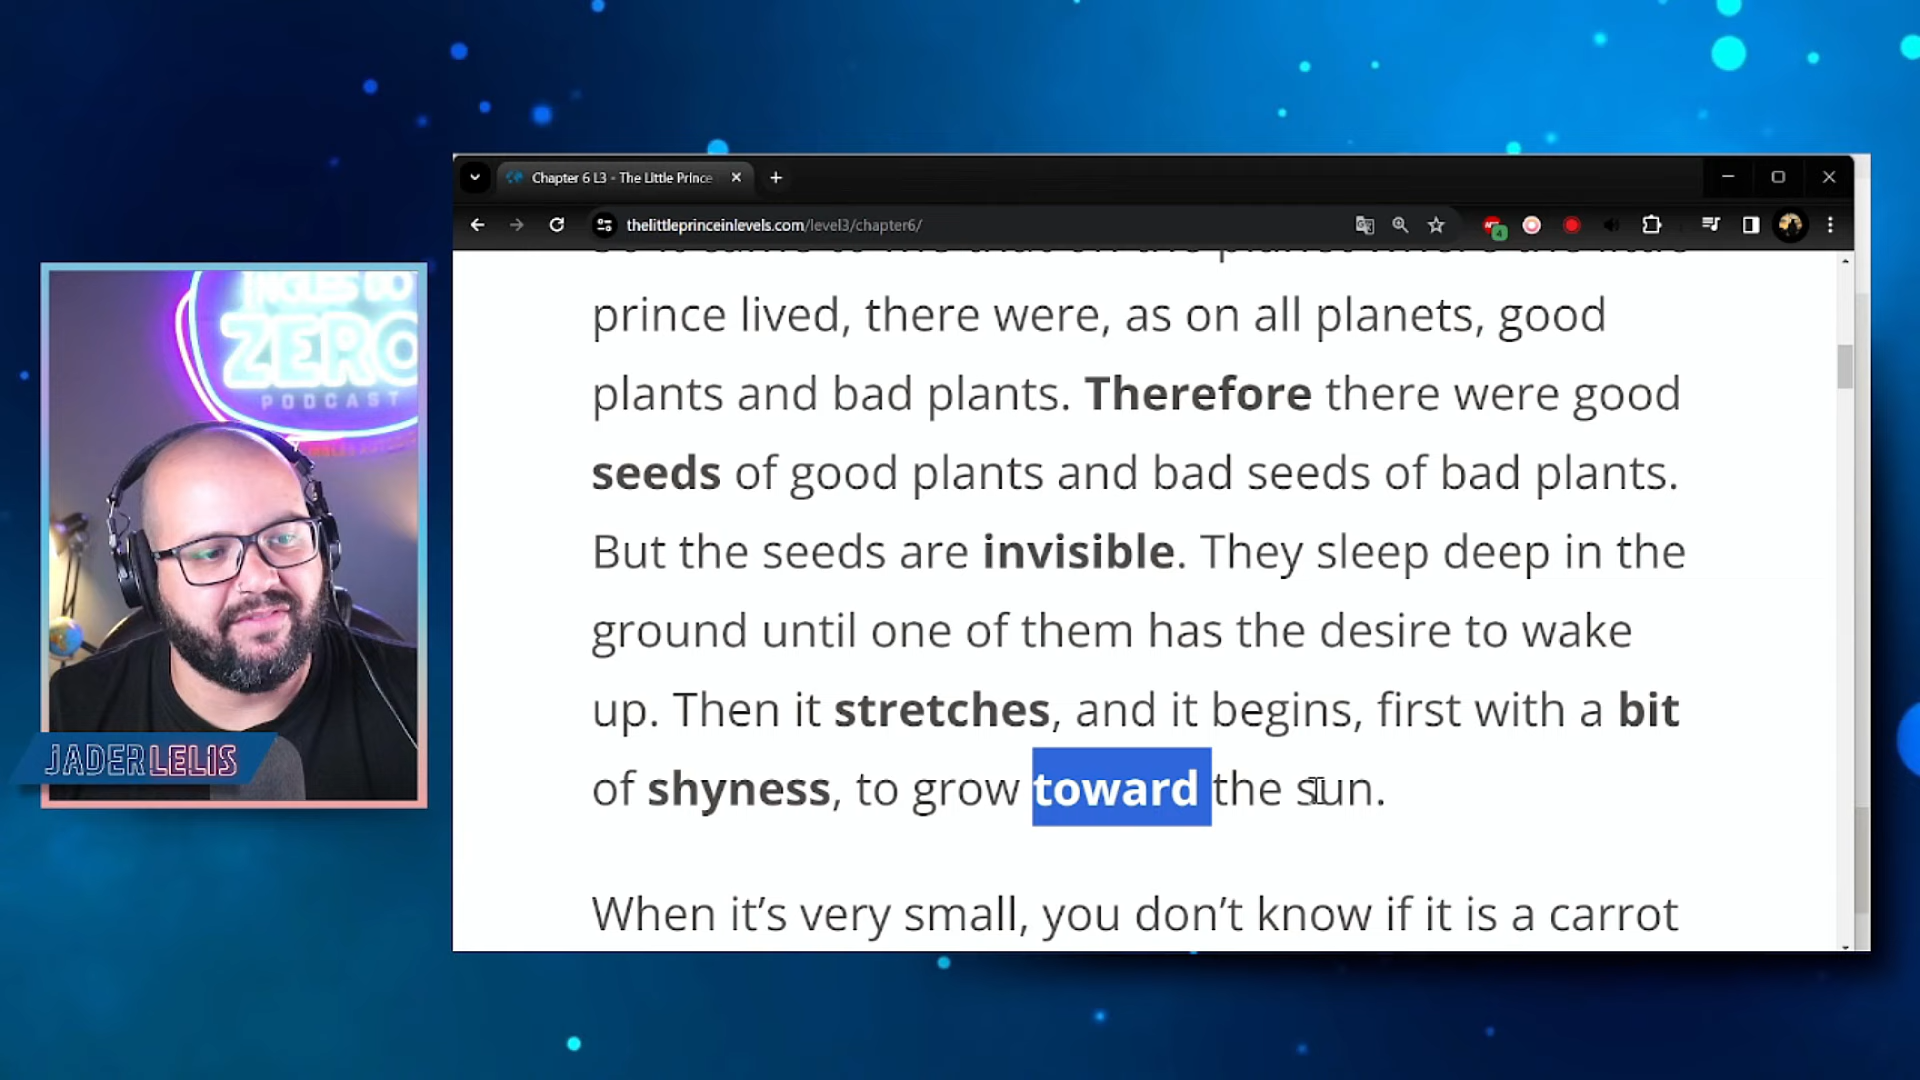 Chapter 6 L3 - The Little Prince
thelittleprinceinlevels.com/level3/chapter6/
4
prince lived, there were, as on all planets, good
plants and bad plants. Therefore there were good
seeds of good plants and bad seeds of bad plants.
But the seeds are invisible. They sleep deep in the
ground until one of them has the desire to wake
up. Then it stretches, and it begins, first with a bit
of shyness, to grow toward the sun.
When it’s very small, you don’t know if it is a carrot
ZERO
PODCAST
JADERLELIS